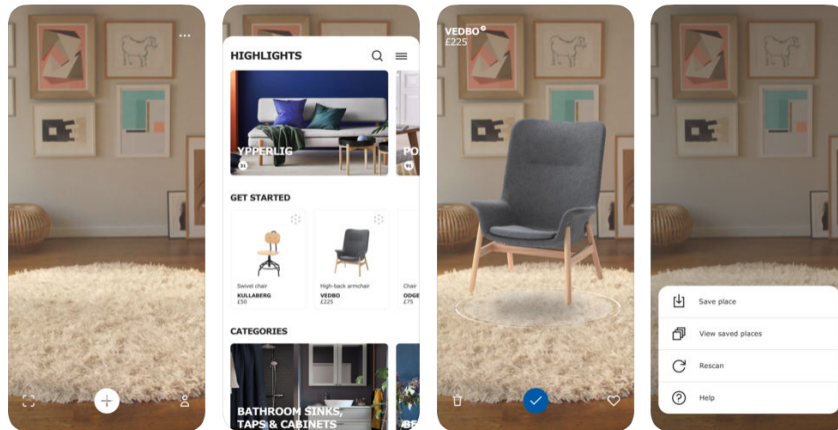 HIGHLIGHTS
YPPERLIG
PO
GET STARTED
Swivel chair
KULLABERG
£50
High-back armchair
VEDBO
£225
Chair
ODGE
£75
CATEGORIES
BATHROOM SINKS,
TAPS & CABINETS
BE
VEDBO
£225
Save place
View saved places
Rescan
Help